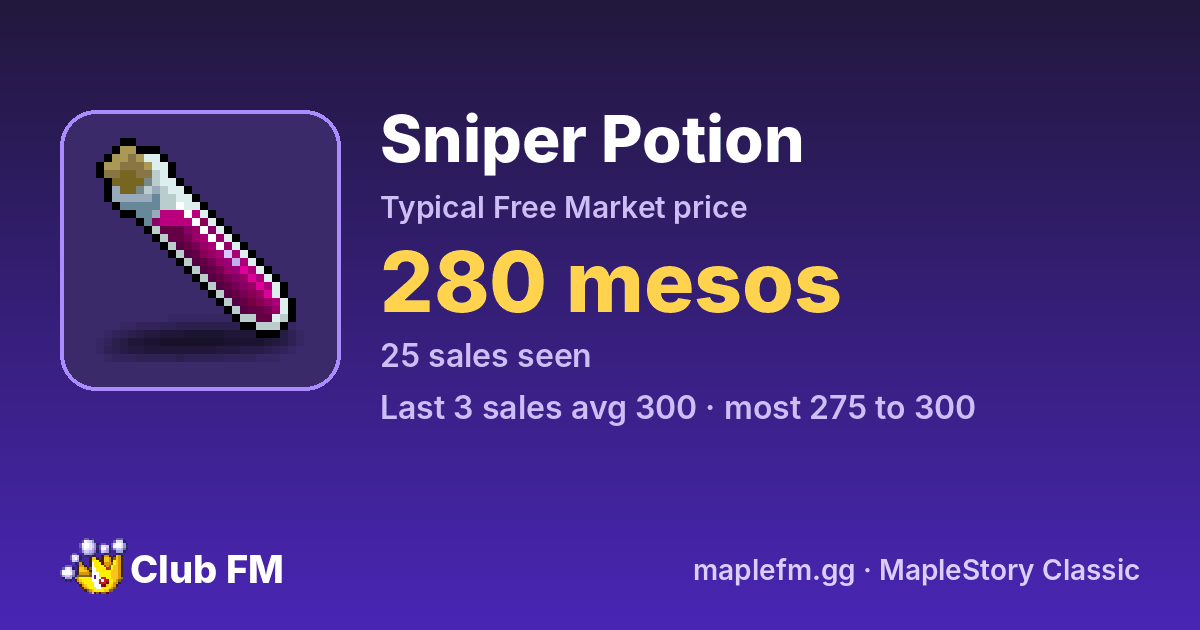 Sniper Potion
Typical Free Market price
280 mesos
25 sales seen
Last 3 sales avg 300 · most 275 to 300
Club FM
maplefm.gg · MapleStory Classic